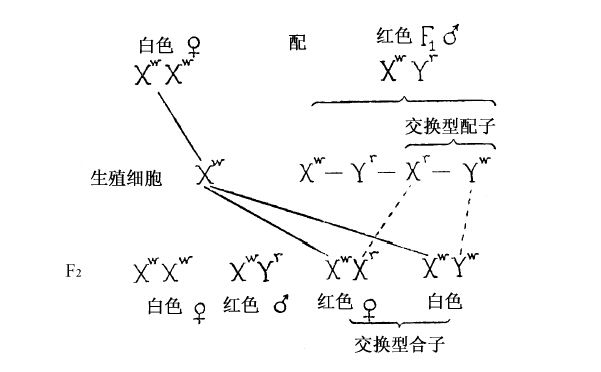 白色 ♀ 配 红色 F₁ ♂
XʷXʷ XʷYʳ
交换型配子
生殖细胞 Xʷ Xʷ — Yʳ — Xʳ — Yʷ
F₂ XʷXʷ XʷYʳ XʷXʳ XʷYʷ
白色 ♀ 红色 ♂ 红色 ♀ 白色
交换型合子